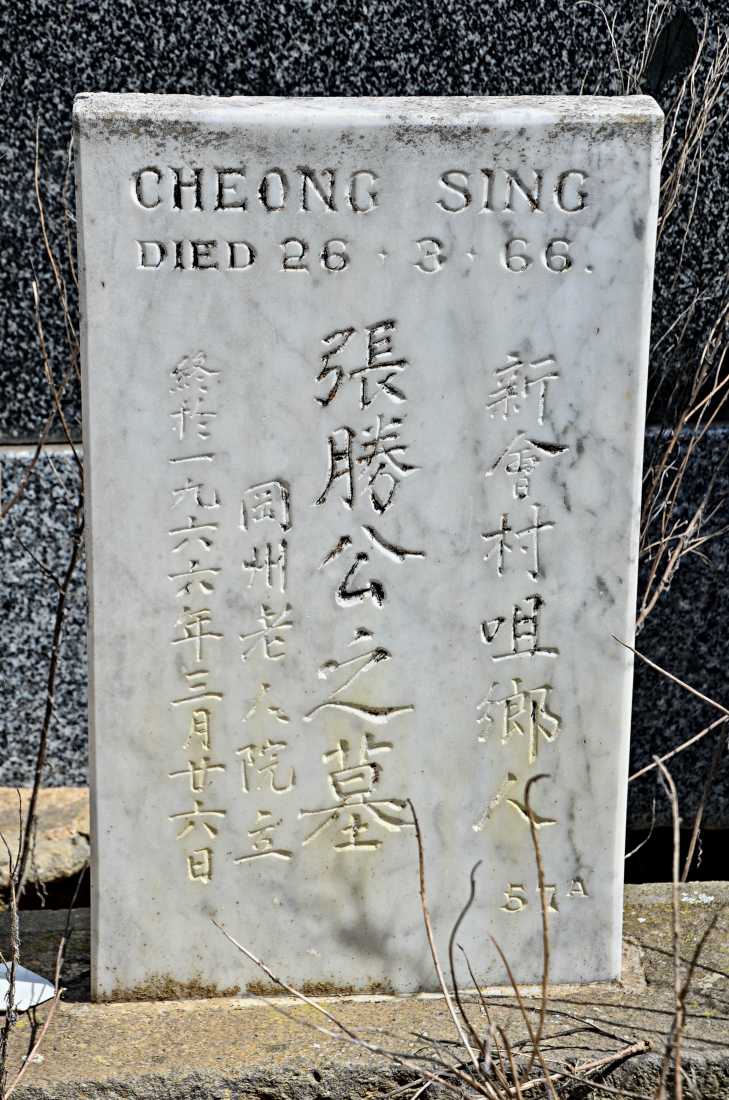 CHEONG SING
DIED 26 · 3 · 66.
新會村咀鄉人
張勝公之墓
岡州老人院立
終於一九六六年三月廿六日
57A